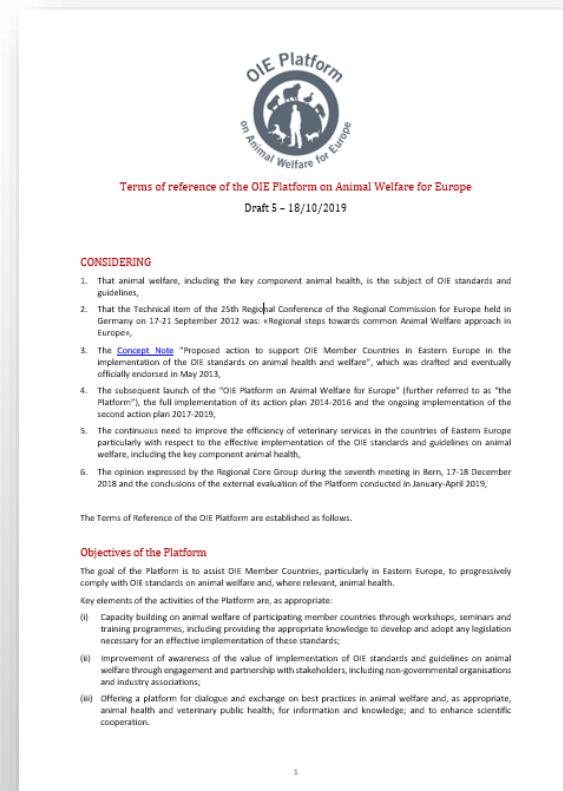 OIE Platform
on Animal Welfare for Europe
Terms of reference of the OIE Platform on Animal Welfare for Europe
Draft 5 – 18/10/2019
CONSIDERING
1. That animal welfare, including the key component animal health, is the subject of OIE standards and
guidelines,
2. That the Technical item of the 25th Regional Conference of the Regional Commission for Europe held in
Germany on 17-21 September 2012 was: «Regional steps towards common Animal Welfare approach in
Europe»,
3. The Concept Note "Proposed action to support OIE Member Countries in Eastern Europe in the
implementation of the OIE standards on animal health and welfare", which was drafted and eventually
officially endorsed in May 2013,
4. The subsequent launch of the "OIE Platform on Animal Welfare for Europe" (further referred to as "the
Platform"), the full implementation of its action plan 2014-2016 and the ongoing implementation of the
second action plan 2017-2019,
5. The continuous need to improve the efficiency of veterinary services in the countries of Eastern Europe
particularly with respect to the effective implementation of the OIE standards and guidelines on animal
welfare, including the key component animal health,
6. The opinion expressed by the Regional Core Group during the seventh meeting in Bern, 17-18 December
2018 and the conclusions of the external evaluation of the Platform conducted in January-April 2019,
The Terms of Reference of the OIE Platform are established as follows.
Objectives of the Platform
The goal of the Platform is to assist OIE Member Countries, particularly in Eastern Europe, to progressively
comply with OIE standards on animal welfare and, where relevant, animal health.
Key elements of the activities of the Platform are, as appropriate:
(i) Capacity building on animal welfare of participating member countries through workshops, seminars and
training programmes, including providing the appropriate knowledge to develop and adopt any legislation
necessary for an effective implementation of these standards;
(ii) Improvement of awareness of the value of implementation of OIE standards and guidelines on animal
welfare through engagement and partnership with stakeholders, including non-governmental organisations
and industry associations;
(iii) Offering a platform for dialogue and exchange on best practices in animal welfare and, as appropriate,
animal health and veterinary public health; for information and knowledge; and to enhance scientific
cooperation.
1